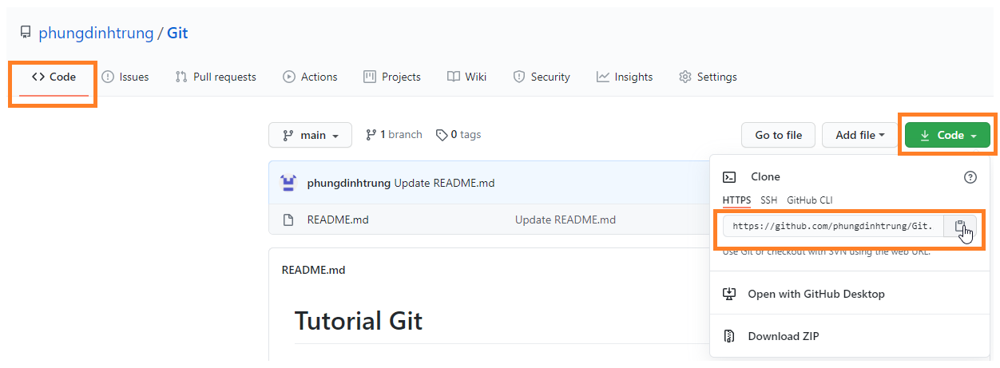 phungdinhtrung / Git
Code Issues Pull requests Actions Projects Wiki Security Insights Settings
main 1 branch 0 tags Go to file Add file Code
phungdinhtrung Update README.md
README.md Update README.md
README.md
Tutorial Git
Clone
HTTPS SSH GitHub CLI
https://github.com/phungdinhtrung/Git.
Use Git or checkout with SVN using the web URL.
Open with GitHub Desktop
Download ZIP